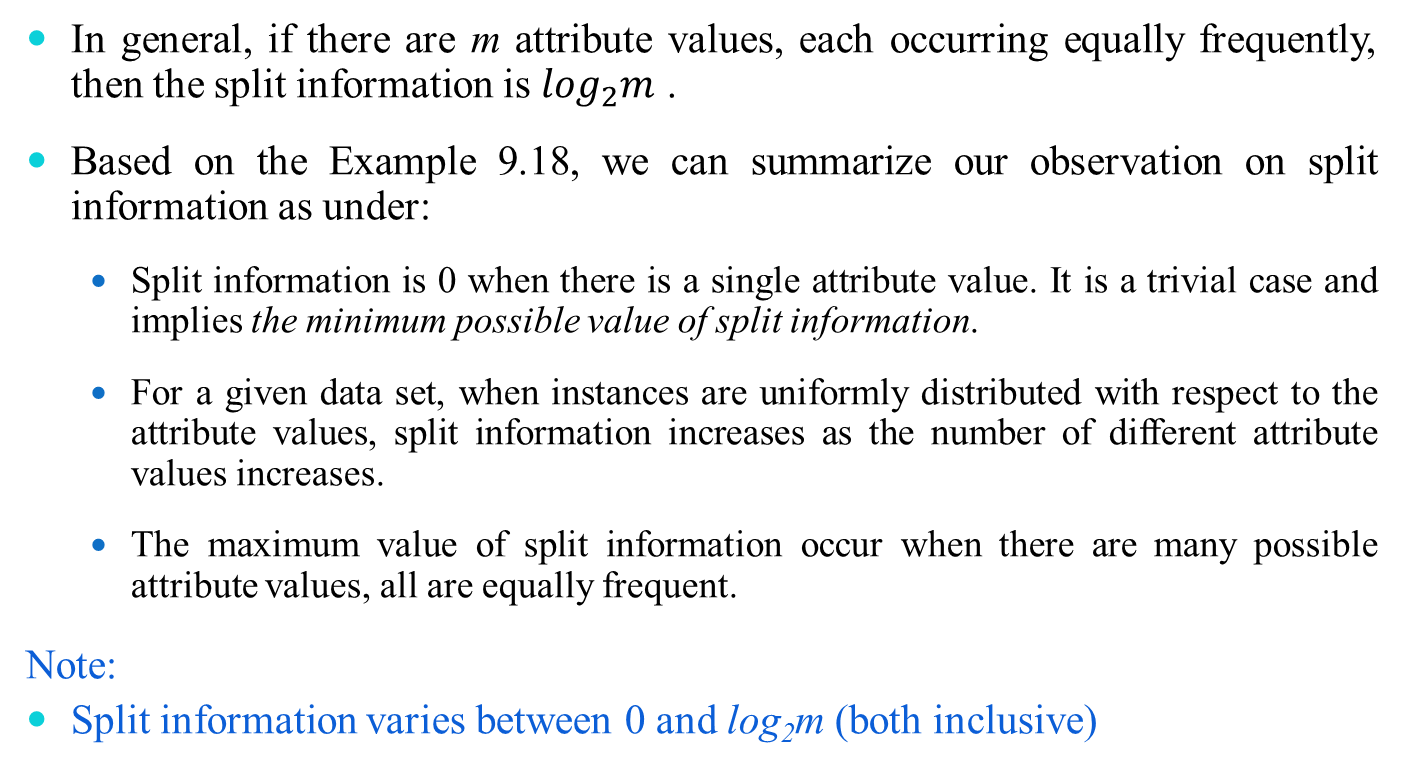 • In general, if there are m attribute values, each occurring equally frequently,
then the split information is log₂m .
• Based on the Example 9.18, we can summarize our observation on split
information as under:
• Split information is 0 when there is a single attribute value. It is a trivial case and
implies the minimum possible value of split information.
• For a given data set, when instances are uniformly distributed with respect to the
attribute values, split information increases as the number of different attribute
values increases.
• The maximum value of split information occur when there are many possible
attribute values, all are equally frequent.
Note:
• Split information varies between 0 and log₂m (both inclusive)